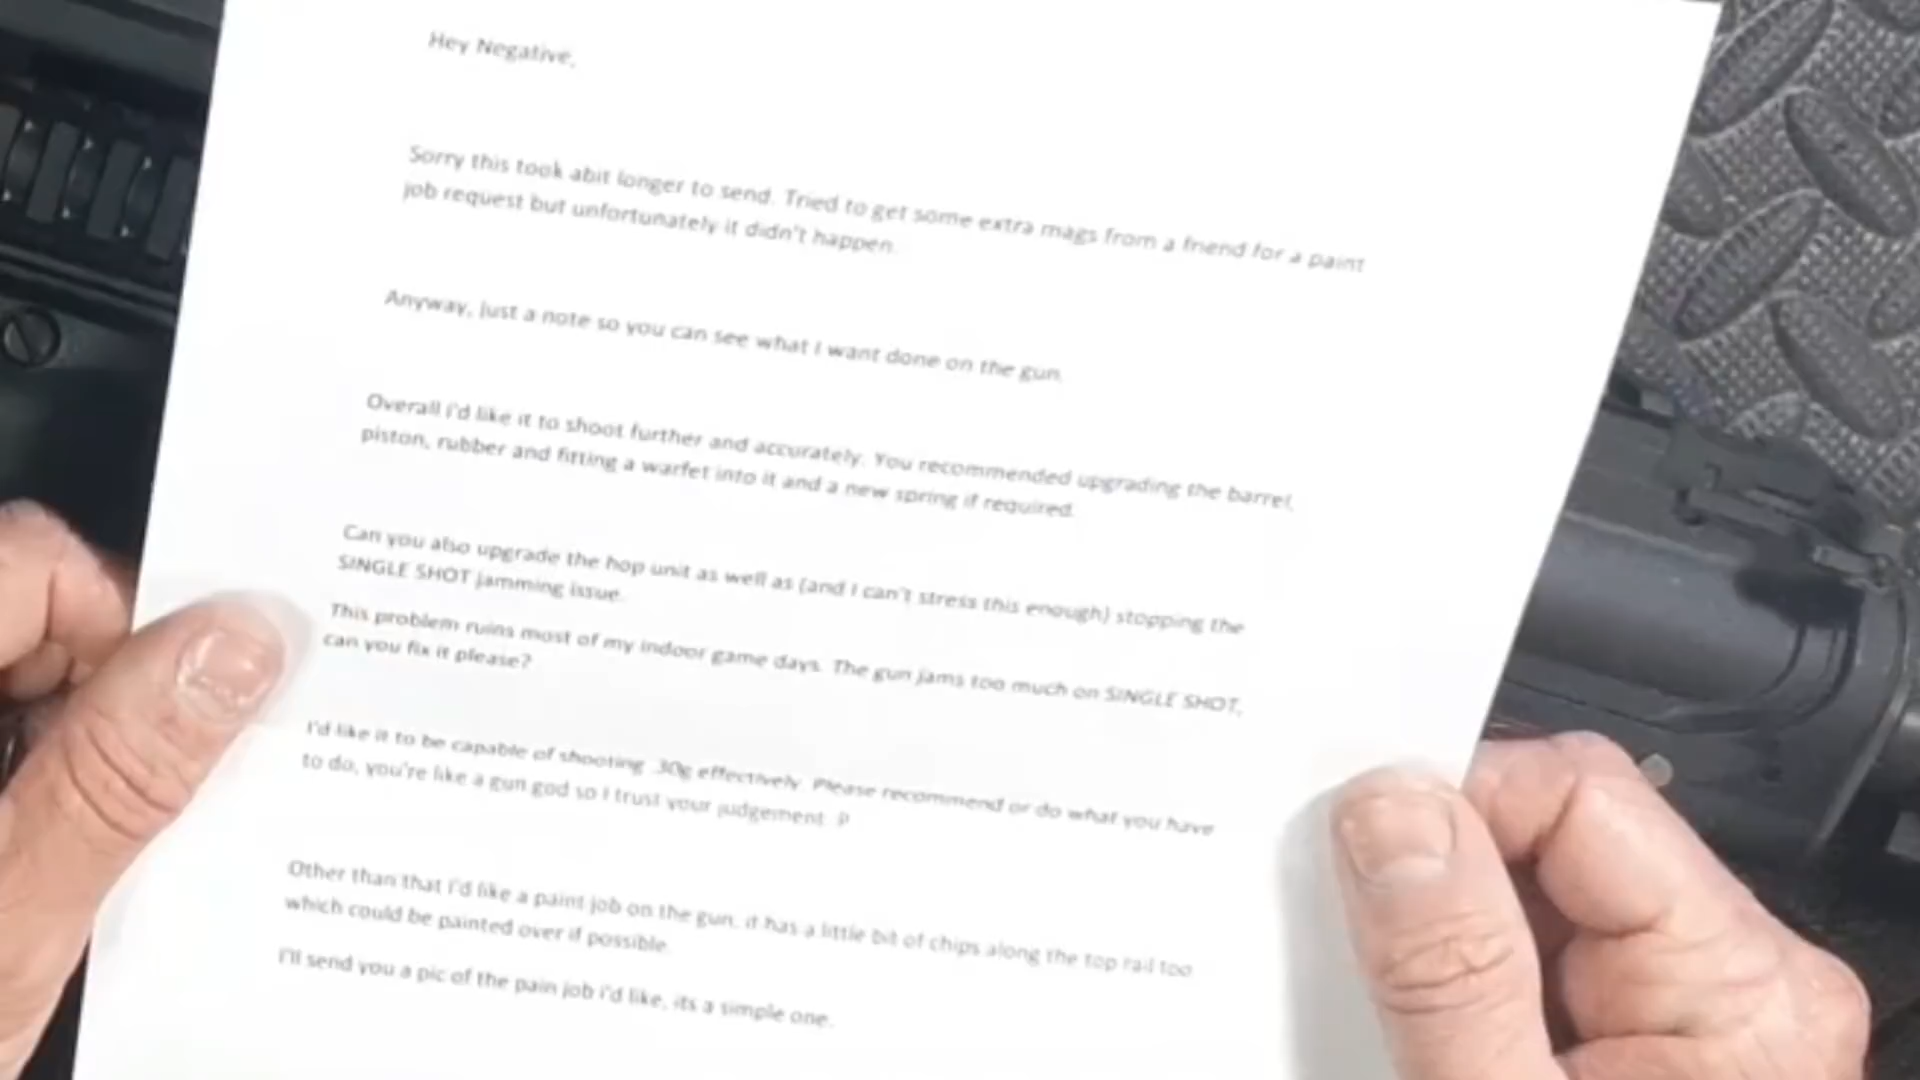 Hey Negative,
Sorry this took abit longer to send. Tried to get some extra mags from a friend for a paint
job request but unfortunately it didn't happen.
Anyway, just a note so you can see what I want done on the gun.
Overall i'd like it to shoot further and accurately. You recommended upgrading the barrel,
piston, rubber and fitting a warfet into it and a new spring if required.
Can you also upgrade the hop unit as well as (and I can't stress this enough) stopping the
SINGLE SHOT jamming issue.
This problem ruins most of my indoor game days. The gun jams too much on SINGLE SHOT,
can you fix it please?
I'd like it to be capable of shooting .30g effectively. Please recommend or do what you have
to do, you're like a gun god so I trust your judgement :P
Other than that i'd like a paint job on the gun, it has a little bit of chips along the top rail too
which could be painted over if possible.
I'll send you a pic of the pain job i'd like, its a simple one.